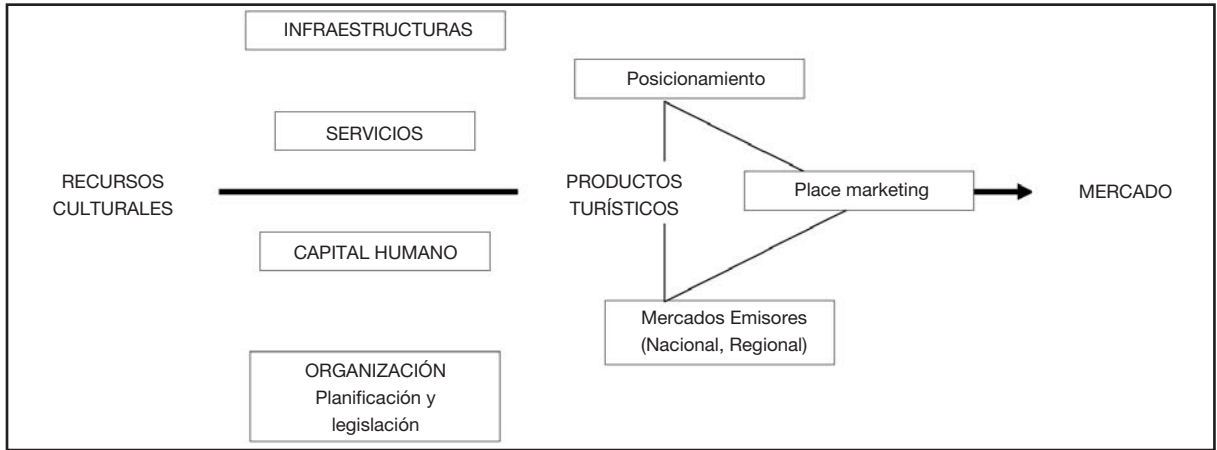 INFRAESTRUCTURAS
SERVICIOS
RECURSOS
CULTURALES
CAPITAL HUMANO
ORGANIZACIÓN
Planificación y
legislación
Posicionamiento
PRODUCTOS
TURÍSTICOS
Place marketing
Mercados Emisores
(Nacional, Regional)
MERCADO